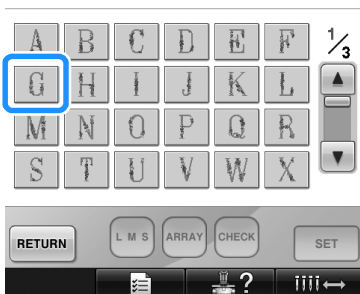 A B C D E F 1/3
G H I J K L
M N O P Q R
S T U V W X
RETURN L M S ARRAY CHECK SET
?